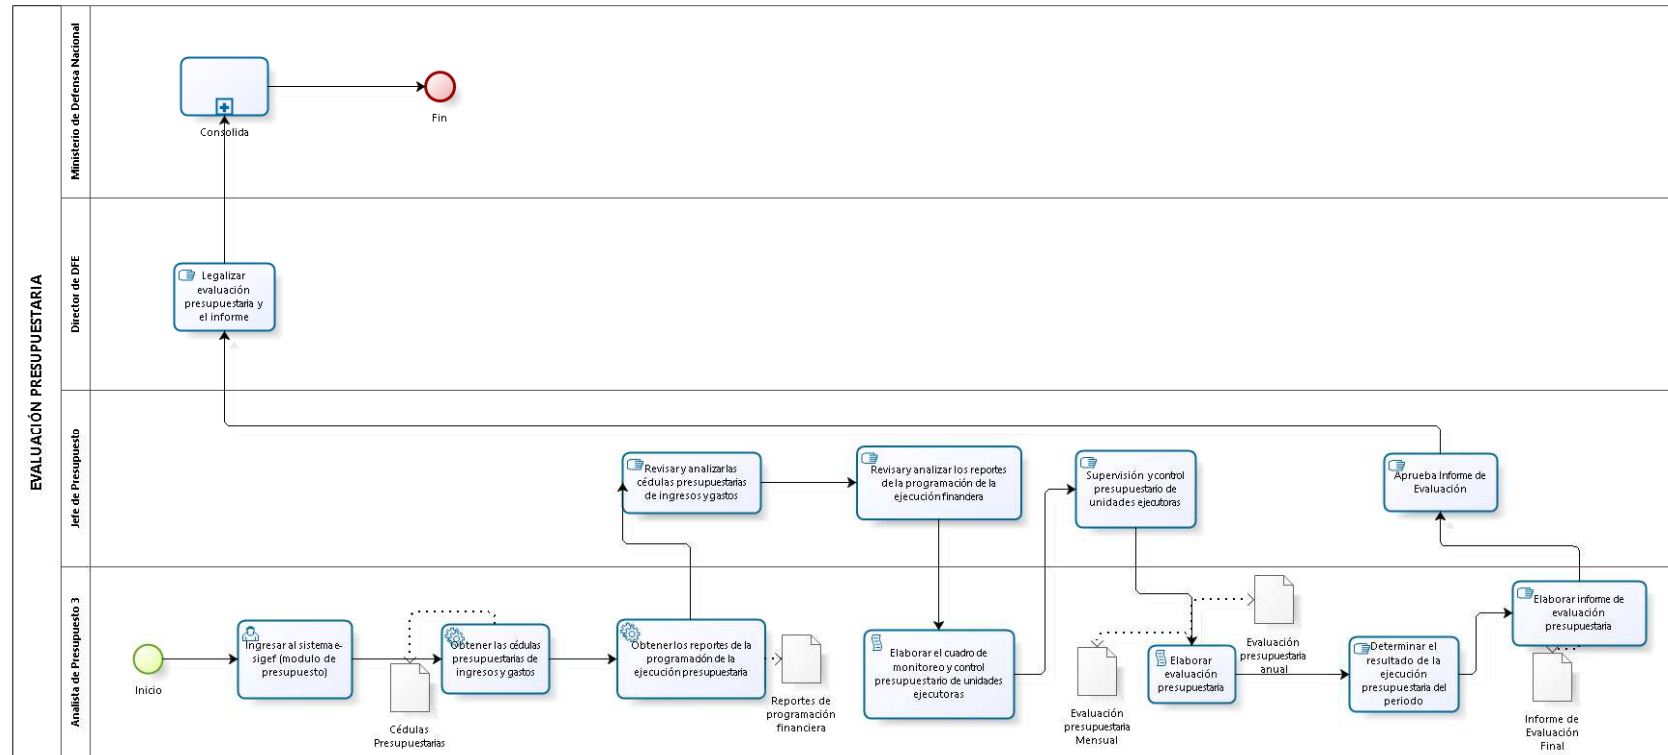 EVALUACIÓN PRESUPUESTARIA
Ministerio de Defensa Nacional
Consolida
Fin
Director de DFE
Legalizar
evaluación
presupuestaria y
el informe
Jefe de Presupuesto
Revisar y analizar las
cédulas presupuestarias
de ingresos y gastos
Revisar y analizar los reportes
de la programación de la
ejecución financiera
Supervisión y control
presupuestario de
unidades ejecutoras
Aprueba Informe de
Evaluación
Analista de Presupuesto 3
Inicio
Ingresar al sistema e-
sigef (modulo de
presupuesto)
Cédulas
Presupuestarias
Obtener las cédulas
presupuestarias de
ingresos y gastos
Obtener los reportes de la
programación de la
ejecución presupuestaria
Reportes de
programación
financiera
Elaborar el cuadro de
monitoreo y control
presupuestario de unidades
ejecutoras
Evaluación
presupuestaria
Mensual
Elaborar
evaluación
presupuestaria
Evaluación
presupuestaria
anual
Determinar el
resultado de la
ejecución
presupuestaria del
periodo
Elaborar informe de
evaluación
presupuestaria
Informe de
Evaluación
Final